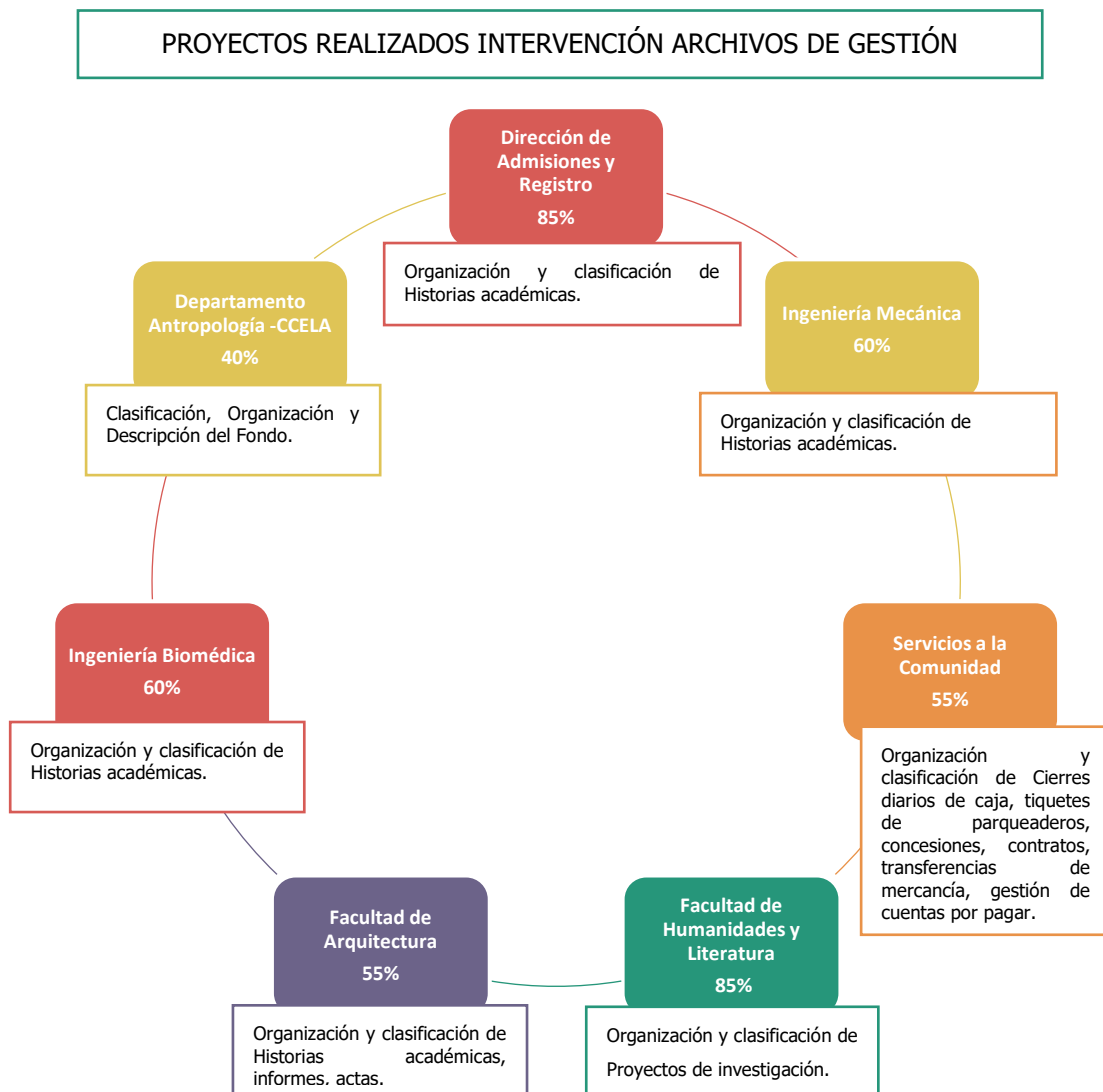 PROYECTOS REALIZADOS INTERVENCIÓN ARCHIVOS DE GESTIÓN
Dirección de
Admisiones y
Registro
85%
Organización y clasificación de
Historias académicas.
Ingeniería Mecánica
60%
Organización y clasificación de
Historias académicas.
Servicios a la
Comunidad
55%
Organización y
clasificación de Cierres
diarios de caja, tiquetes
de parqueaderos,
concesiones, contratos,
transferencias de
mercancía, gestión de
cuentas por pagar.
Facultad de
Humanidades y
Literatura
85%
Organización y clasificación de
Proyectos de investigación.
Facultad de
Arquitectura
55%
Organización y clasificación de
Historias académicas,
informes, actas.
Ingeniería Biomédica
60%
Organización y clasificación de
Historias académicas.
Departamento
Antropología -CCELA
40%
Clasificación, Organización y
Descripción del Fondo.